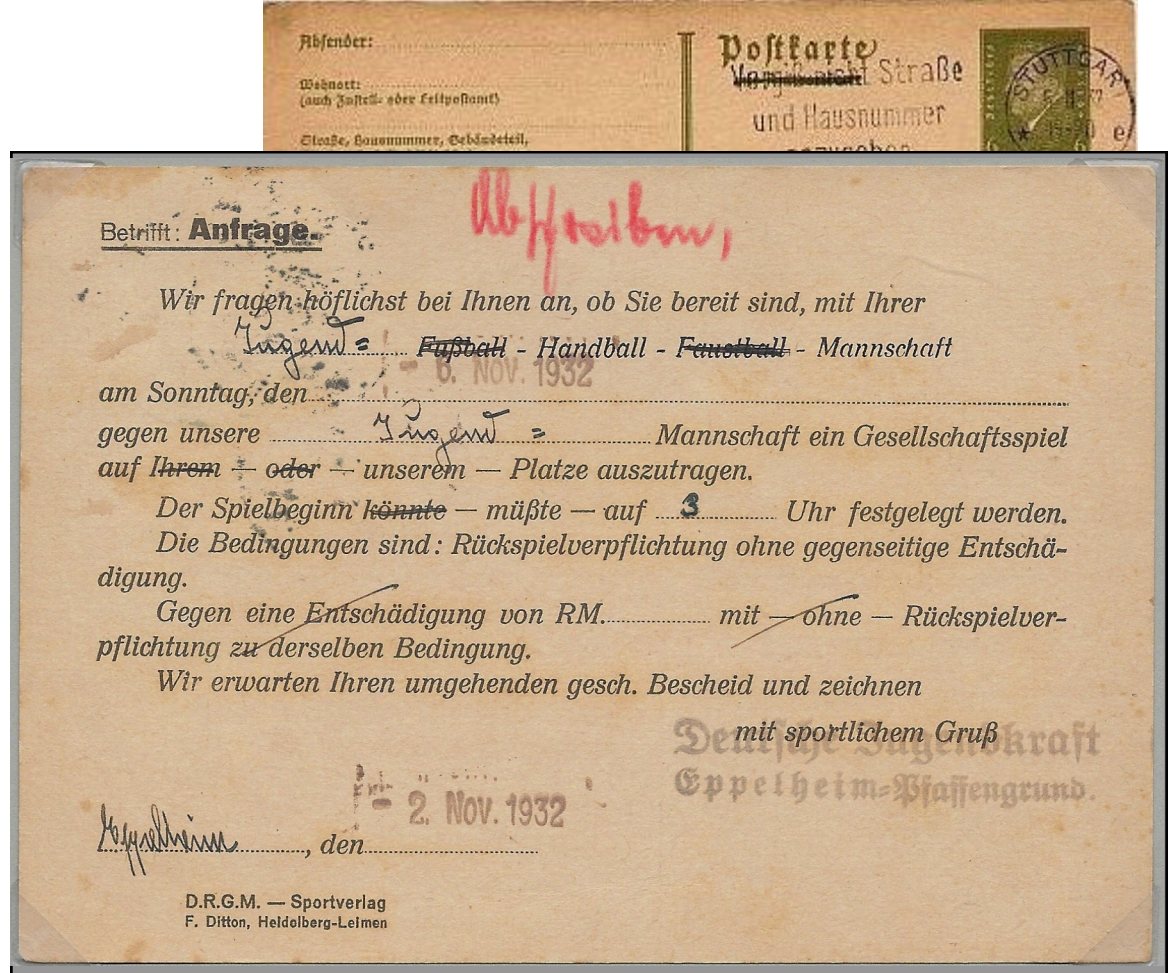 Absender:
Wohnort:
(auch Zustell- oder Leitpostamt)
Straße, Hausnummer, Gebäudeteil,
Postkarte
Vergiß nicht Straße
und Hausnummer
anzugeben
STUTTGART
e
Betrifft: Anfrage.
Abschreiben,
Wir fragen höflichst bei Ihnen an, ob Sie bereit sind, mit Ihrer
Jugend= Fußball - Handball - Faustball - Mannschaft
- 6. NOV. 1932
am Sonntag, den
gegen unsere Jugend = Mannschaft ein Gesellschaftsspiel
auf Ihrem — oder — unserem — Platze auszutragen.
Der Spielbeginn könnte — müßte — auf 3 Uhr festgelegt werden.
Die Bedingungen sind: Rückspielverpflichtung ohne gegenseitige Entschä-
digung.
Gegen eine Entschädigung von RM. mit — ohne — Rückspielver-
pflichtung zu derselben Bedingung.
Wir erwarten Ihren umgehenden gesch. Bescheid und zeichnen
mit sportlichem Gruß
Deutsche Jugendkraft
Eppelheim=Pfaffengrund.
- 2. NOV. 1932
Eppelheim, den
D.R.G.M. — Sportverlag
F. Ditton, Heidelberg-Leimen